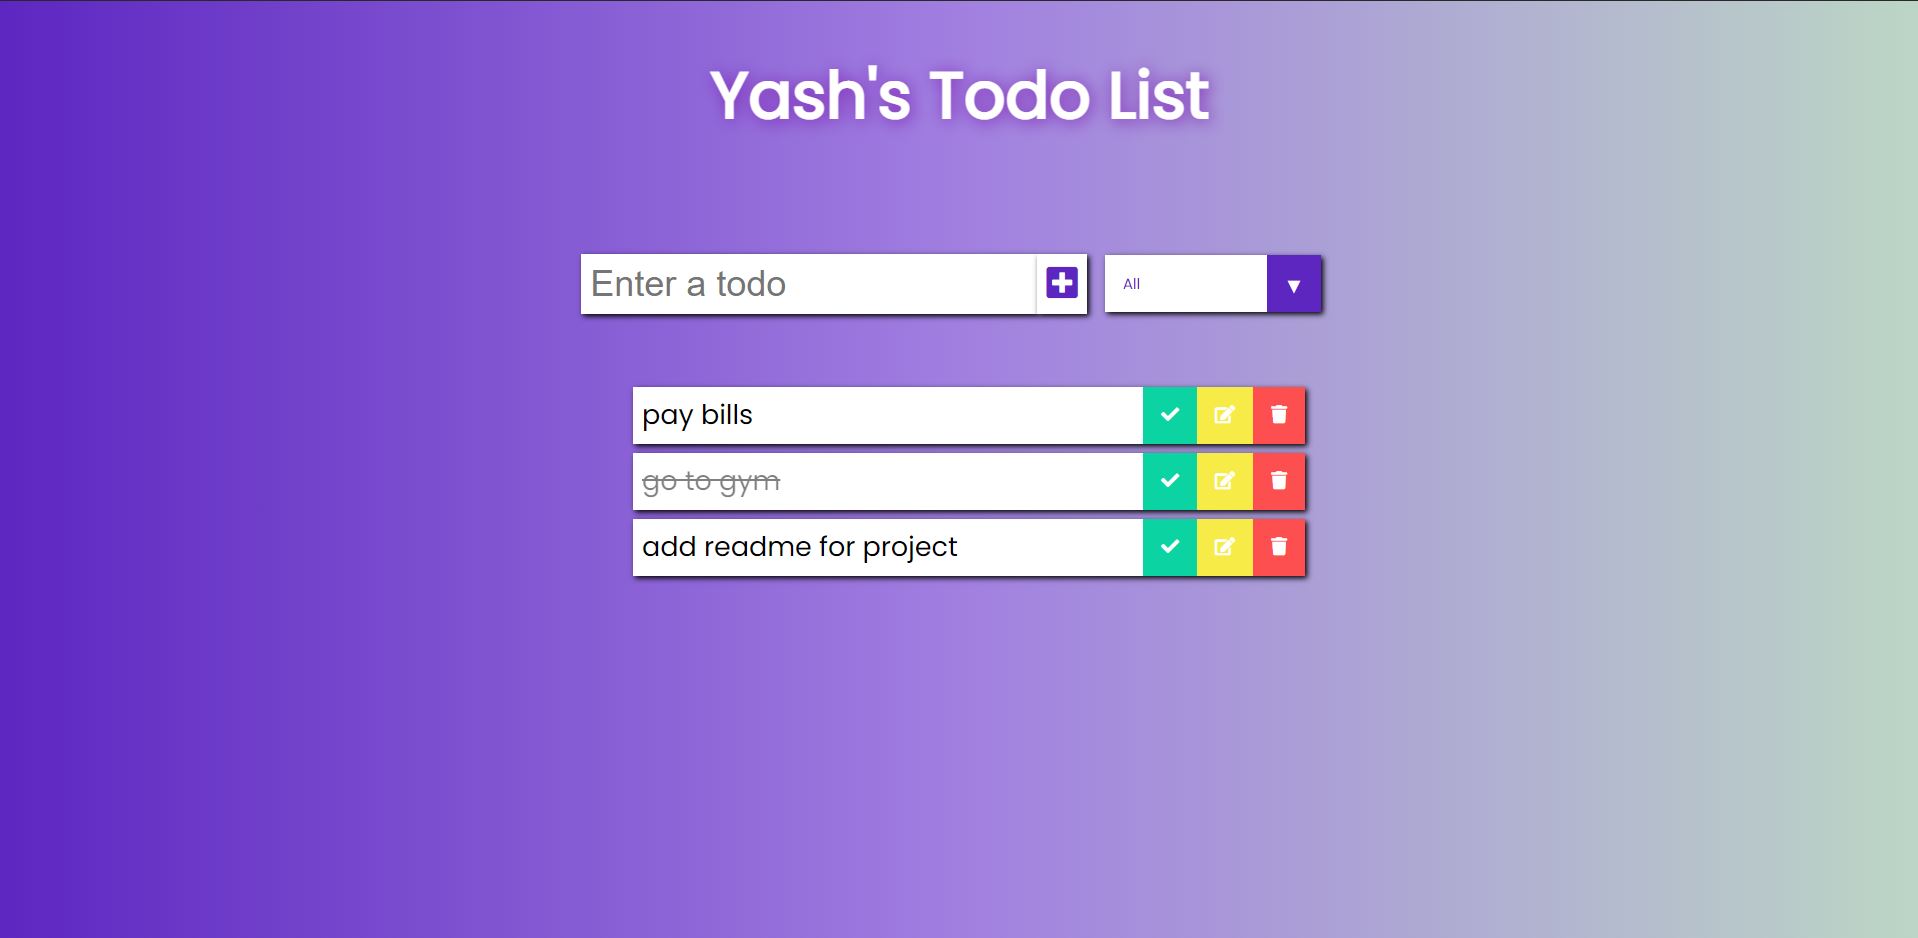 Yash's Todo List
Enter a todo
All
pay bills
go to gym
add readme for project